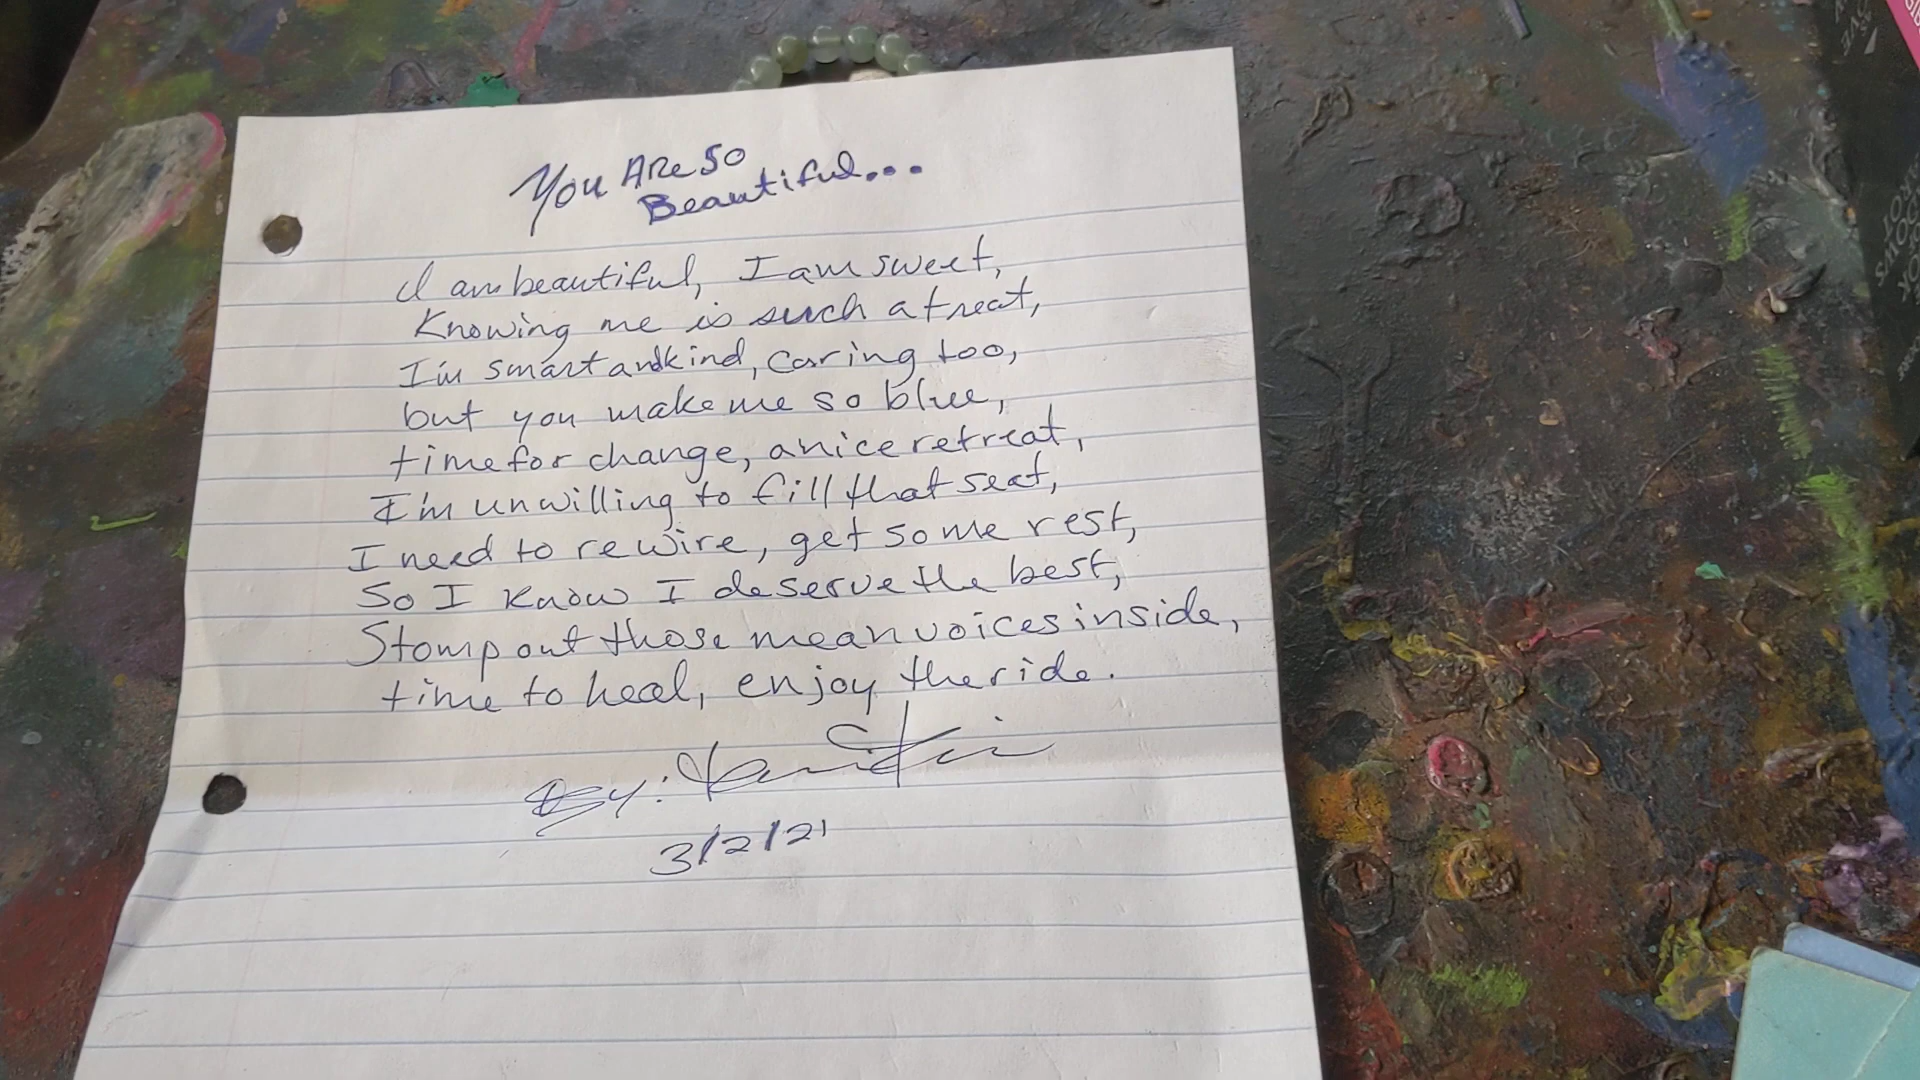 You Are So
Beautiful...
I am beautiful, I am sweet,
Knowing me is such a treat,
I'm smart and kind, caring too,
but you make me so blue,
time for change, a nice retreat,
I'm unwilling to fill that seat,
I need to rewire, get some rest,
So I know I deserve the best,
Stomp out those mean voices inside,
time to heal, enjoy the ride.
By:
3/2/21